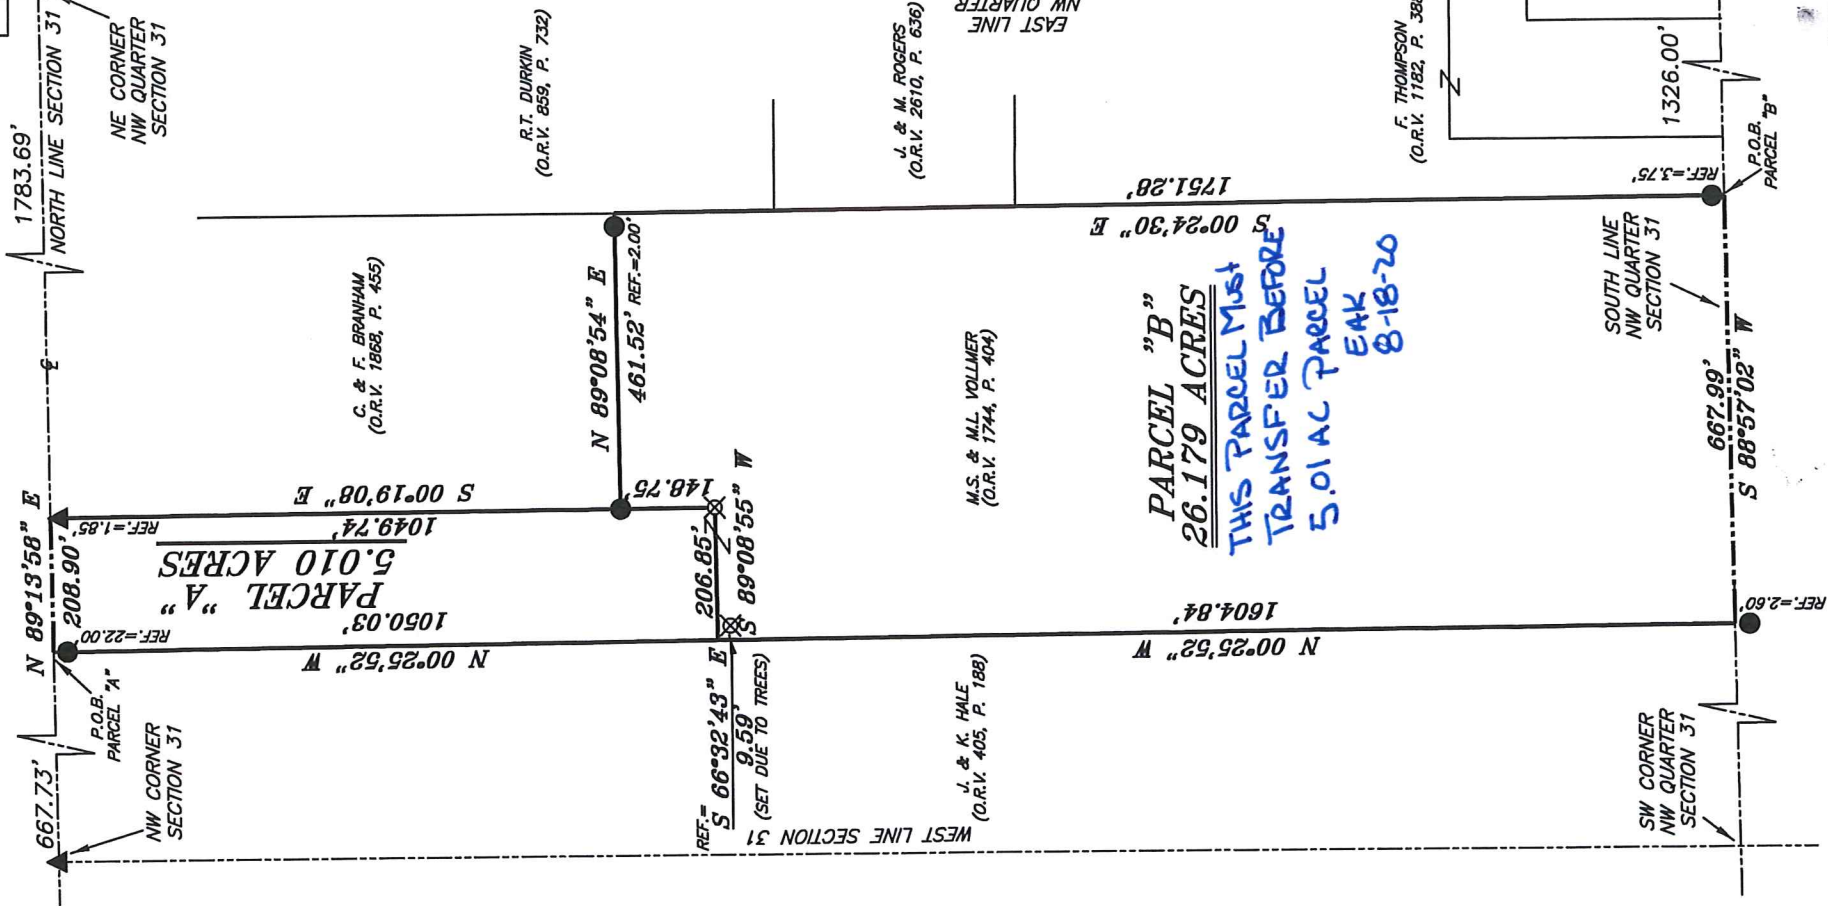 1783.69'
NORTH LINE SECTION 31
NE CORNER
NW QUARTER
SECTION 31
R.T. DURKIN
(O.R.V. 859, P. 732)
J. & M. ROGERS
(O.R.V. 2610, P. 636)
EAST LINE
NW QUARTER
F. THOMPSON
(O.R.V. 1182, P. 388
1326.00'
P.O.B.
PARCEL "B"
REF.=3.75'
C. & F. BRANHAM
(O.R.V. 1868, P. 455)
N 89°08'54" E
461.52' REF.=2.00'
S 00°24'30" E
1751.28'
N 89°13'58" E
208.90'
S 00°19'08" E
1049.74'
REF.=1.85'
148.75'
PARCEL "A"
5.010 ACRES
REF.=22.00'
1050.03'
N 00°25'52" W
206.85'
S 89°08'55" W
M.S. & M.L. VOLLMER
(O.R.V. 1744, P. 404)
PARCEL "B"
26.179 ACRES
THIS PARCEL MUST
TRANSFER BEFORE
5.01 AC PARCEL
EAK
8-18-20
SOUTH LINE
NW QUARTER
SECTION 31
667.99'
S 88°57'02" W
REF.=2.60'
1604.84'
N 00°25'52" W
P.O.B.
PARCEL "A"
667.73'
NW CORNER
SECTION 31
REF.=
S 66°32'43" E
9.59'
(SET DUE TO TREES)
J. & K. HALE
(O.R.V. 405, P. 188)
WEST LINE SECTION 31
SW CORNER
NW QUARTER
SECTION 31